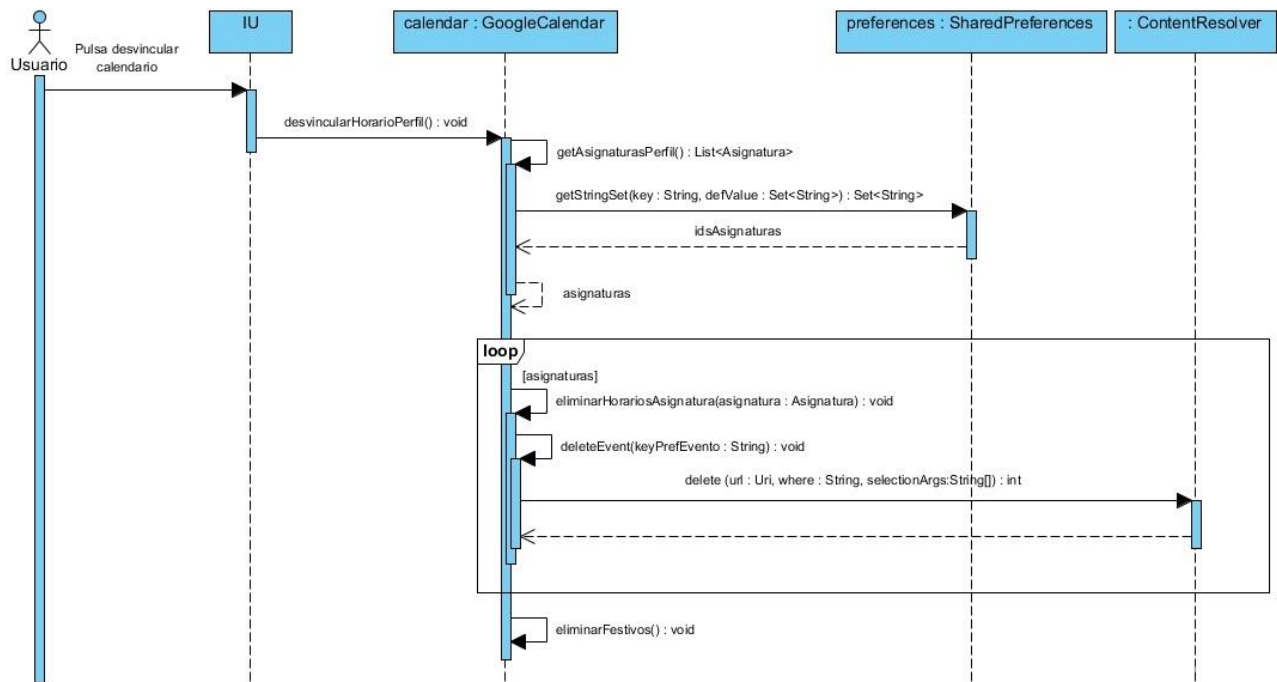 IU
calendar : GoogleCalendar
preferences : SharedPreferences
: ContentResolver
Usuario
Pulsa desvincular
calendario
desvincularHorarioPerfil() : void
getAsignaturasPerfil() : List<Asignatura>
getStringSet(key : String, defValue : Set<String>) : Set<String>
idsAsignaturas
asignaturas
loop
[asignaturas]
eliminarHorariosAsignatura(asignatura : Asignatura) : void
deleteEvent(keyPrefEvento : String) : void
delete (url : Uri, where : String, selectionArgs:String[]) : int
eliminarFestivos() : void